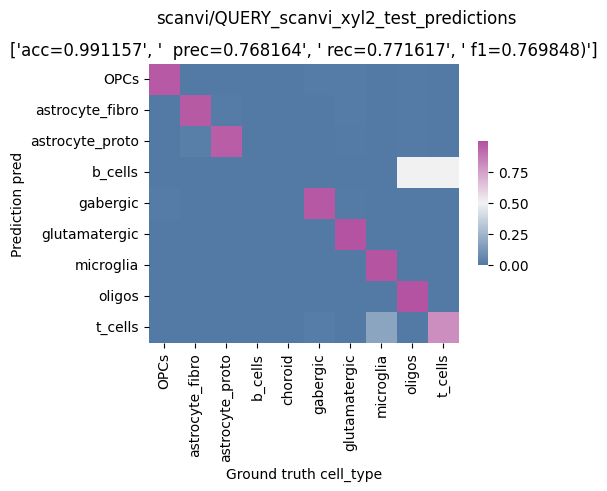 scanvi/QUERY_scanvi_xyl2_test_predictions
['acc=0.991157', '  prec=0.768164', ' rec=0.771617', ' f1=0.769848)']
Prediction pred
OPCs
astrocyte_fibro
astrocyte_proto
b_cells
gabergic
glutamatergic
microglia
oligos
t_cells
0.75
0.50
0.25
0.00
OPCs
astrocyte_fibro
astrocyte_proto
b_cells
choroid
gabergic
glutamatergic
microglia
oligos
t_cells
Ground truth cell_type